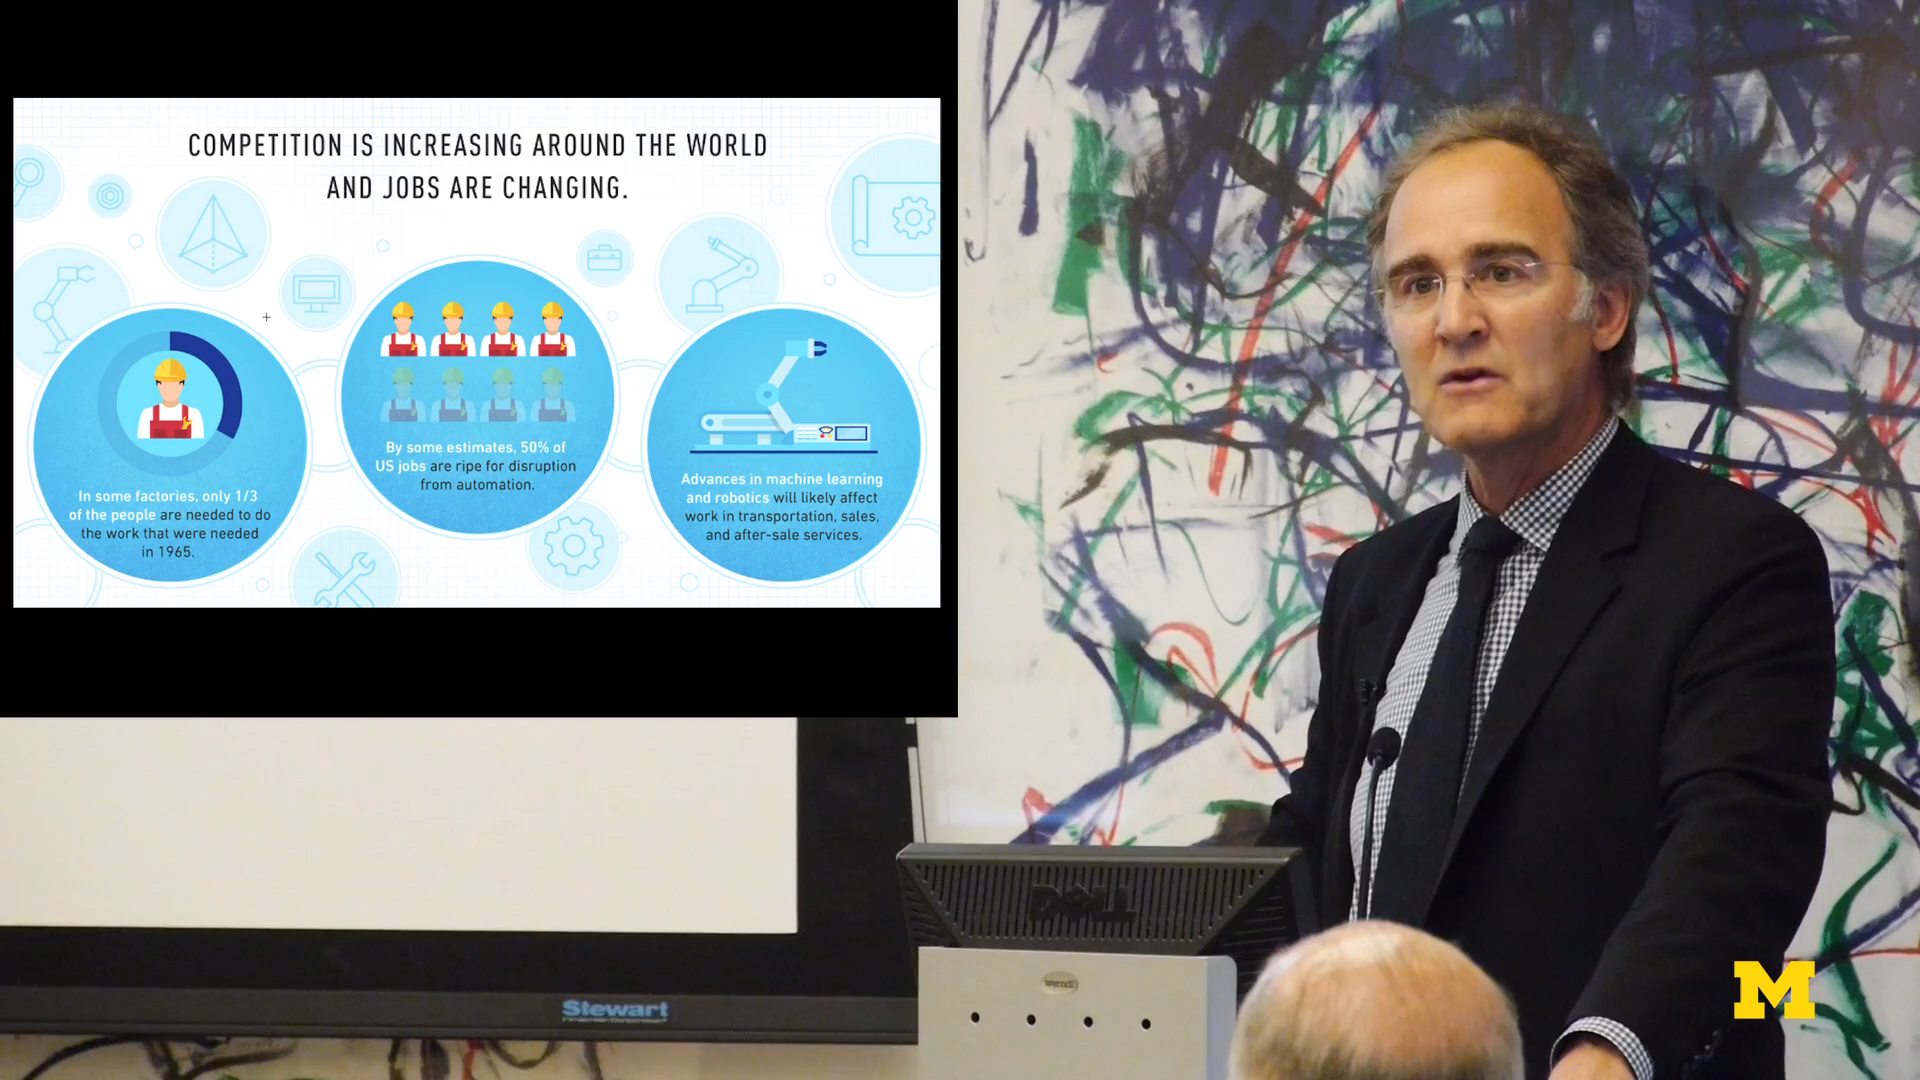 COMPETITION IS INCREASING AROUND THE WORLD
AND JOBS ARE CHANGING.
In some factories, only 1/3
of the people are needed to do
the work that were needed
in 1965.
By some estimates, 50% of
US jobs are ripe for disruption
from automation.
Advances in machine learning
and robotics will likely affect
work in transportation, sales,
and after-sale services.
DELL
Stewart
M